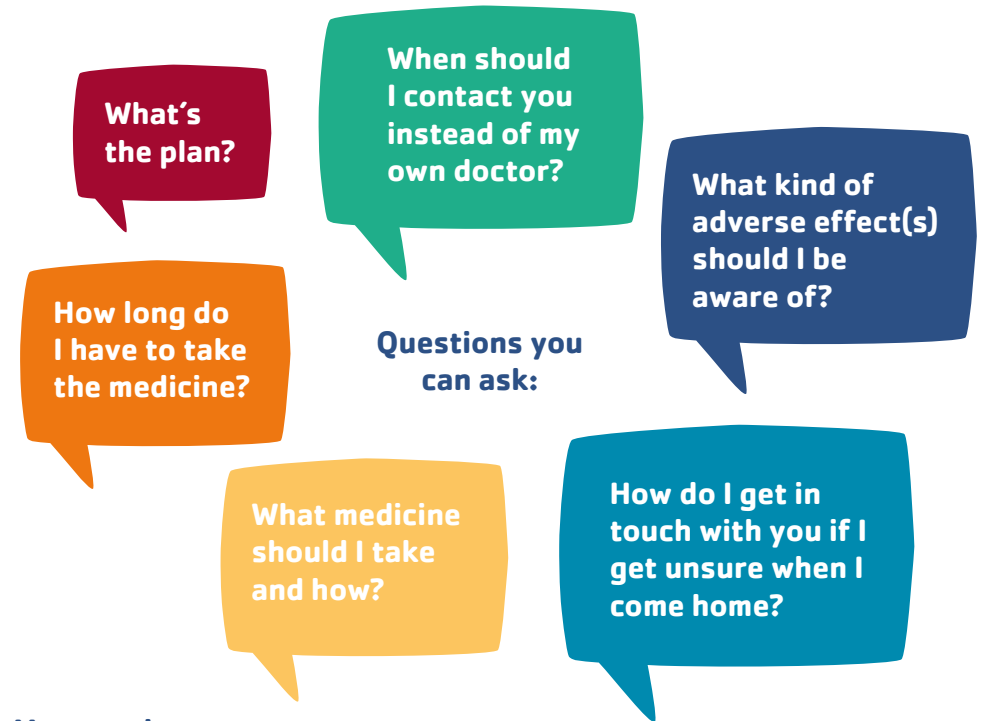 What's
the plan?
When should
I contact you
instead of my
own doctor?
What kind of
adverse effect(s)
should I be
aware of?
How long do
I have to take
the medicine?
Questions you
can ask:
What medicine
should I take
and how?
How do I get in
touch with you if I
get unsure when I
come home?